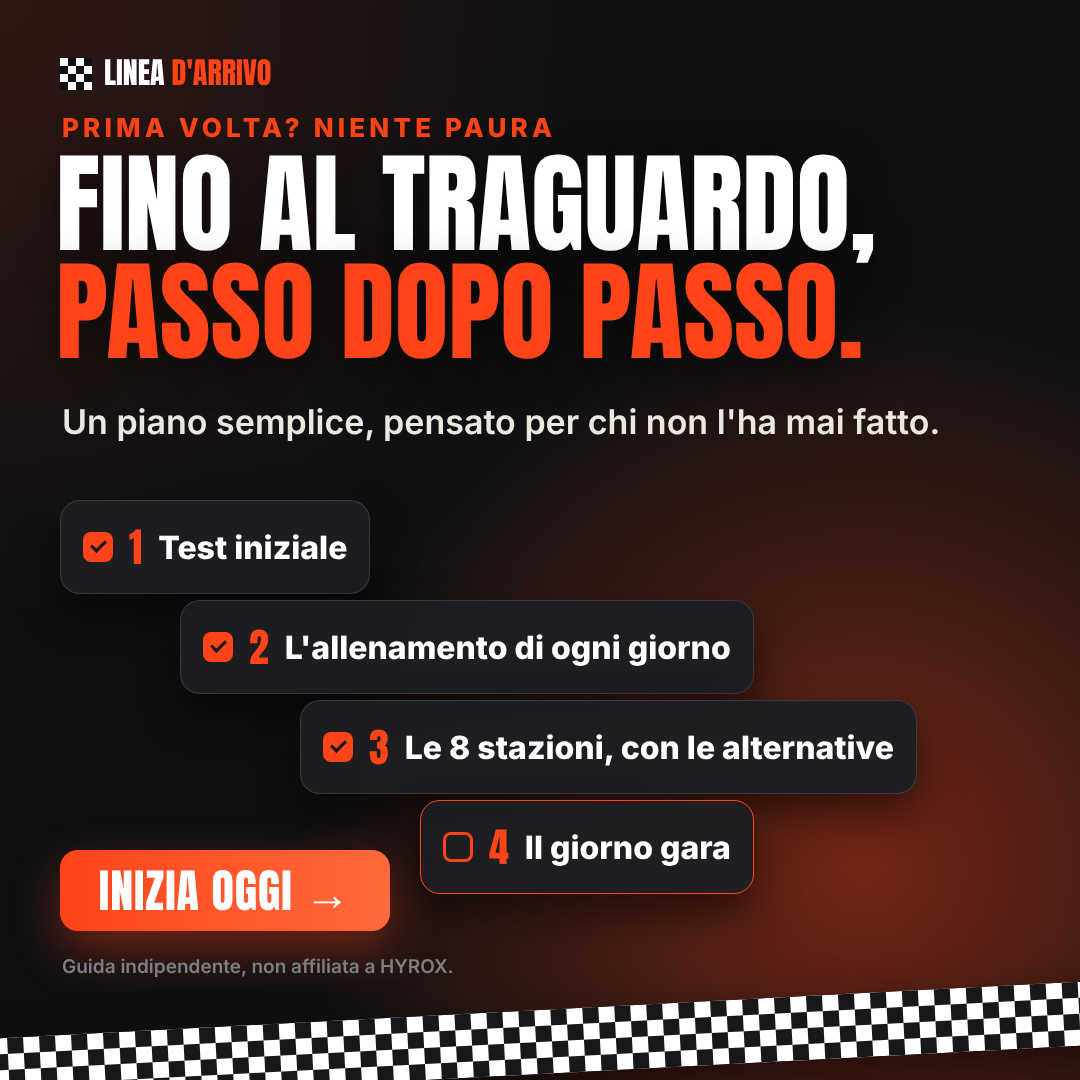 LINEA D'ARRIVO
PRIMA VOLTA? NIENTE PAURA
FINO AL TRAGUARDO,
PASSO DOPO PASSO.
Un piano semplice, pensato per chi non l'ha mai fatto.
1 Test iniziale
2 L'allenamento di ogni giorno
3 Le 8 stazioni, con le alternative
4 Il giorno gara
INIZIA OGGI →
Guida indipendente, non affiliata a HYROX.